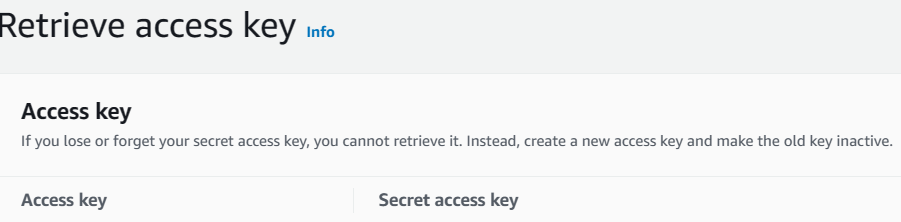 Retrieve access key Info
Access key
If you lose or forget your secret access key, you cannot retrieve it. Instead, create a new access key and make the old key inactive.
Access key Secret access key